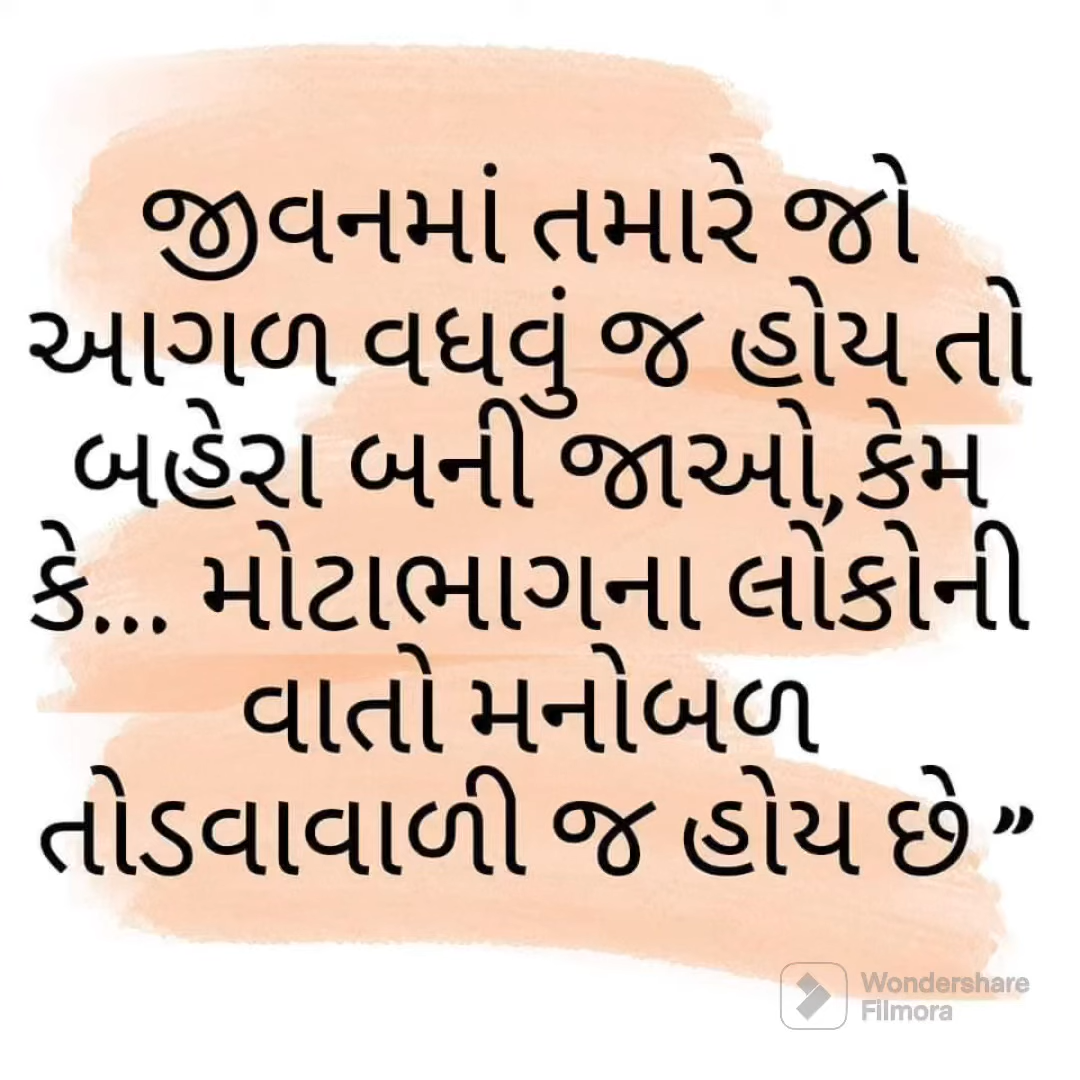 જીવનમાં તમારે જો
આગળ વધવું જ હોય તો
બહેરા બની જાઓ,કેમ
કે... મોટાભાગના લોકોની
વાતો મનોબળ
તોડવાવાળી જ હોય છે”
Wondershare
Filmora